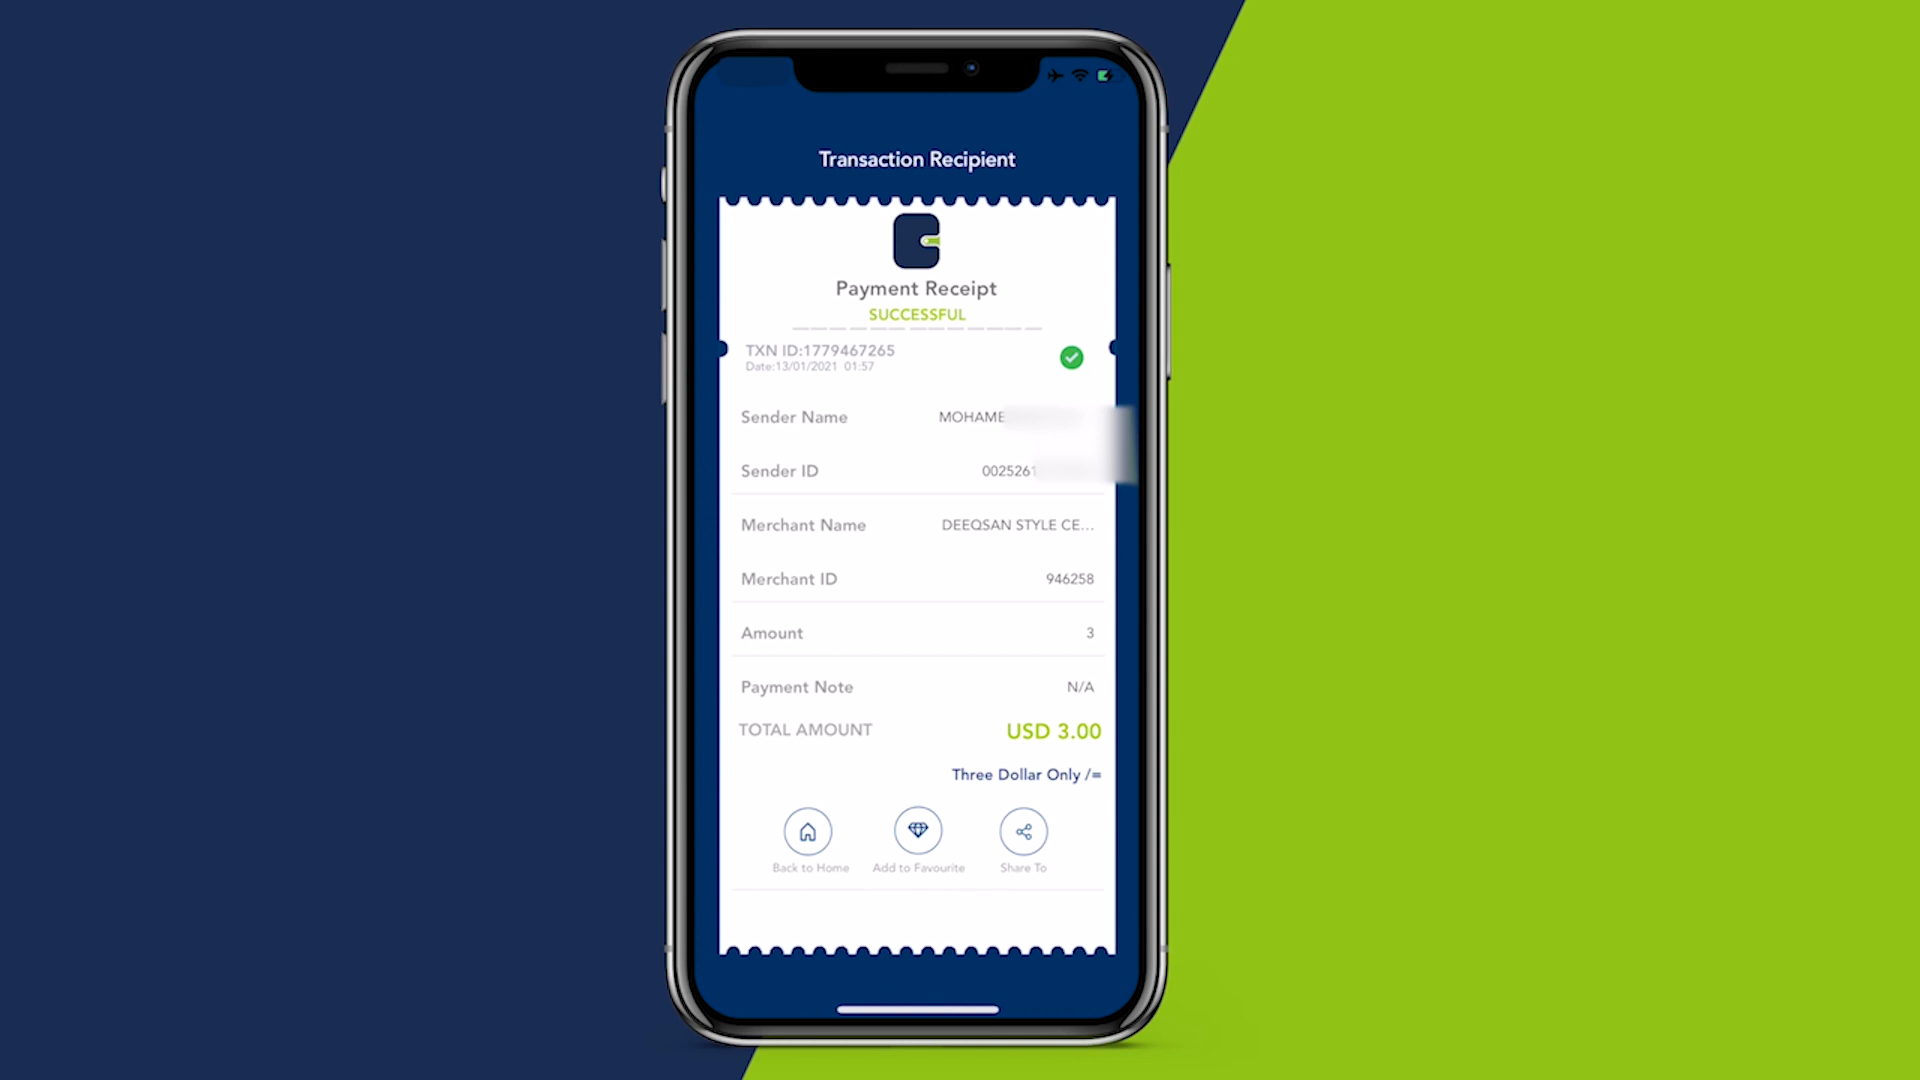 Transaction Recipient
Payment Receipt
SUCCESSFUL
TXN ID:1779467265
Date:13/01/2021 01:57
Sender Name MOHAME
Sender ID 0025261
Merchant Name DEEQSAN STYLE CE...
Merchant ID 946258
Amount 3
Payment Note N/A
TOTAL AMOUNT USD 3.00
Three Dollar Only /=
Back to Home Add to Favourite Share To